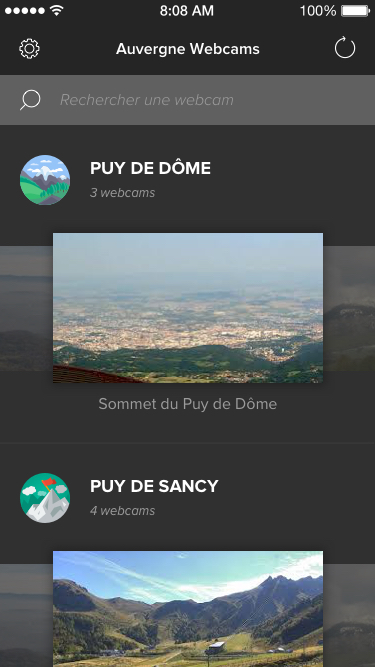 8:08 AM
100%
Auvergne Webcams
Rechercher une webcam
PUY DE DÔME
3 webcams
Sommet du Puy de Dôme
PUY DE SANCY
4 webcams